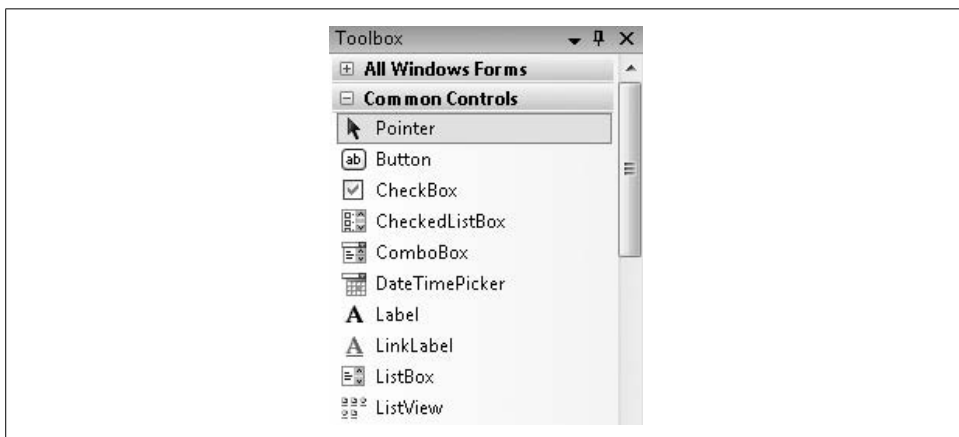 Toolbox
All Windows Forms
Common Controls
Pointer
ab Button
CheckBox
CheckedListBox
ComboBox
DateTimePicker
A Label
A LinkLabel
ListBox
ListView